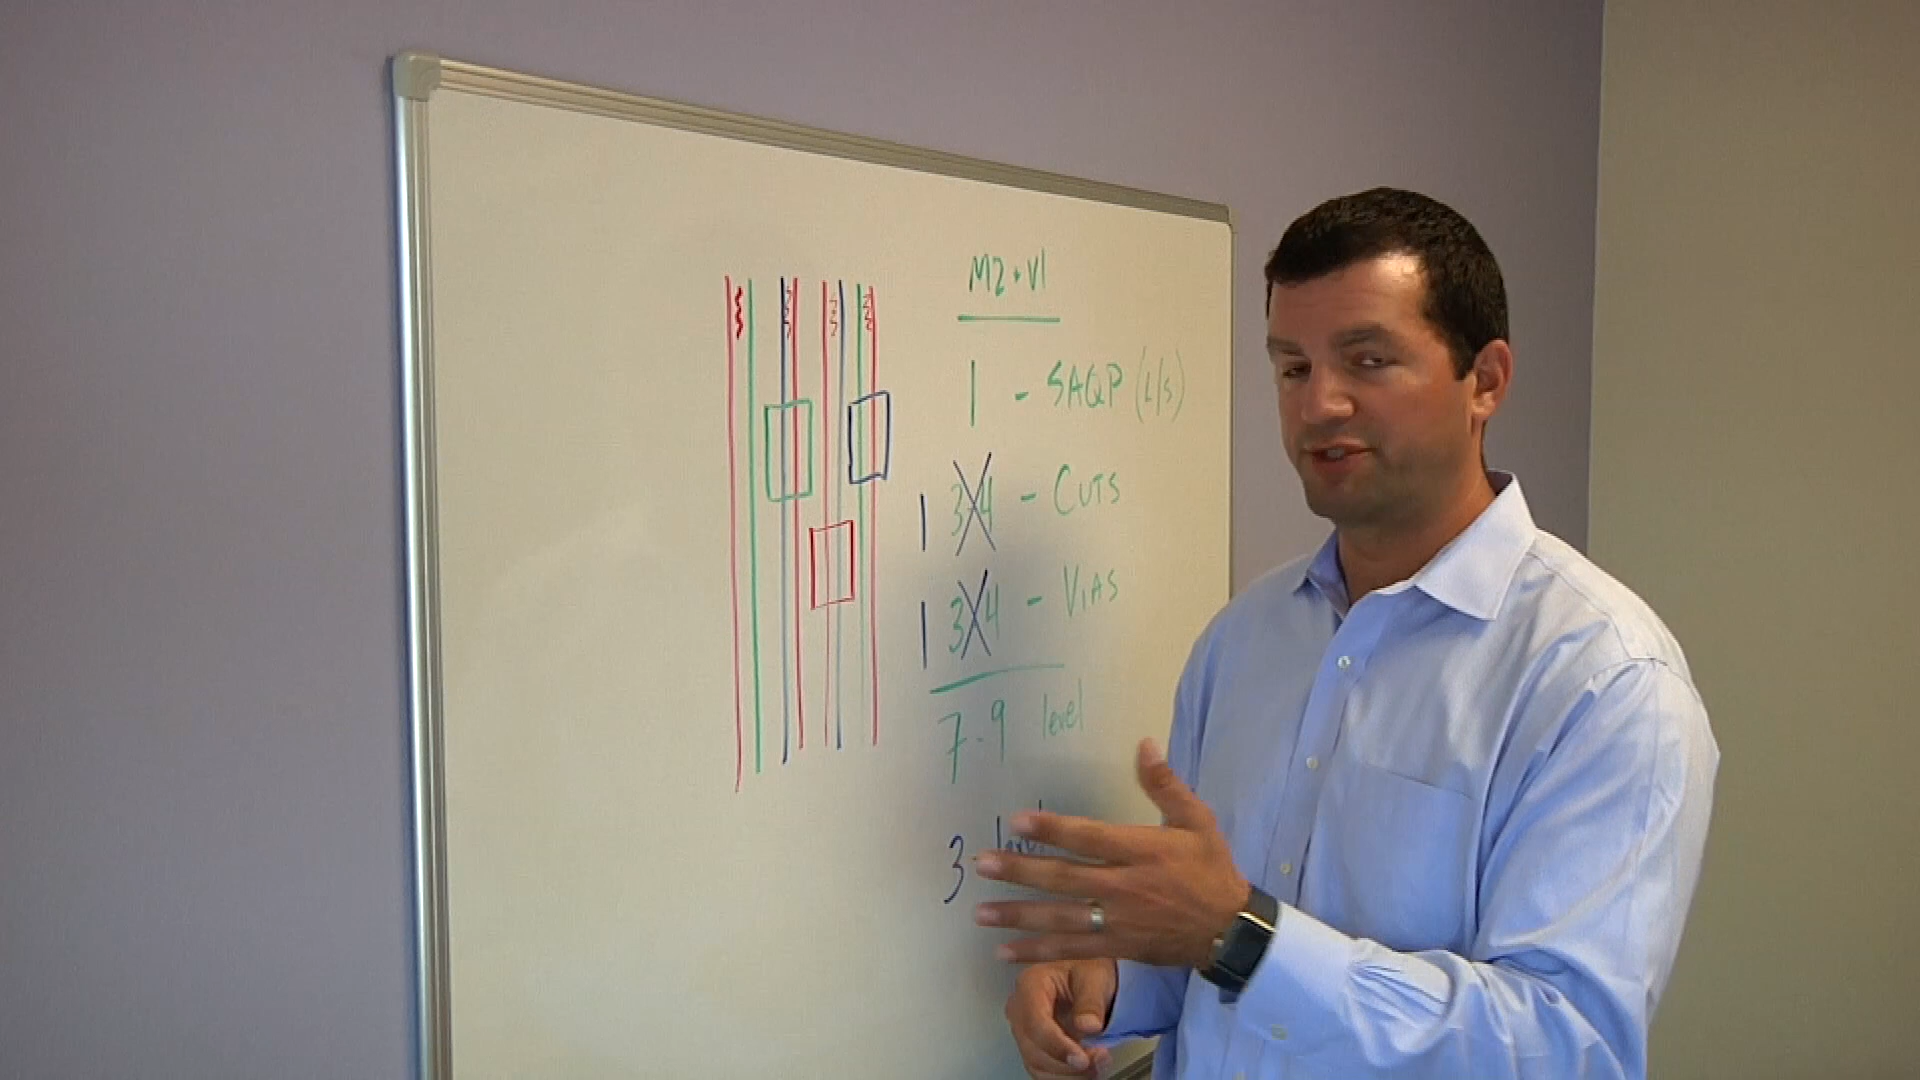 M2 + V1
1 - SAQP (L/S)
1 3-4 - CUTS
1 3-4 - VIAS
7-9 level
3